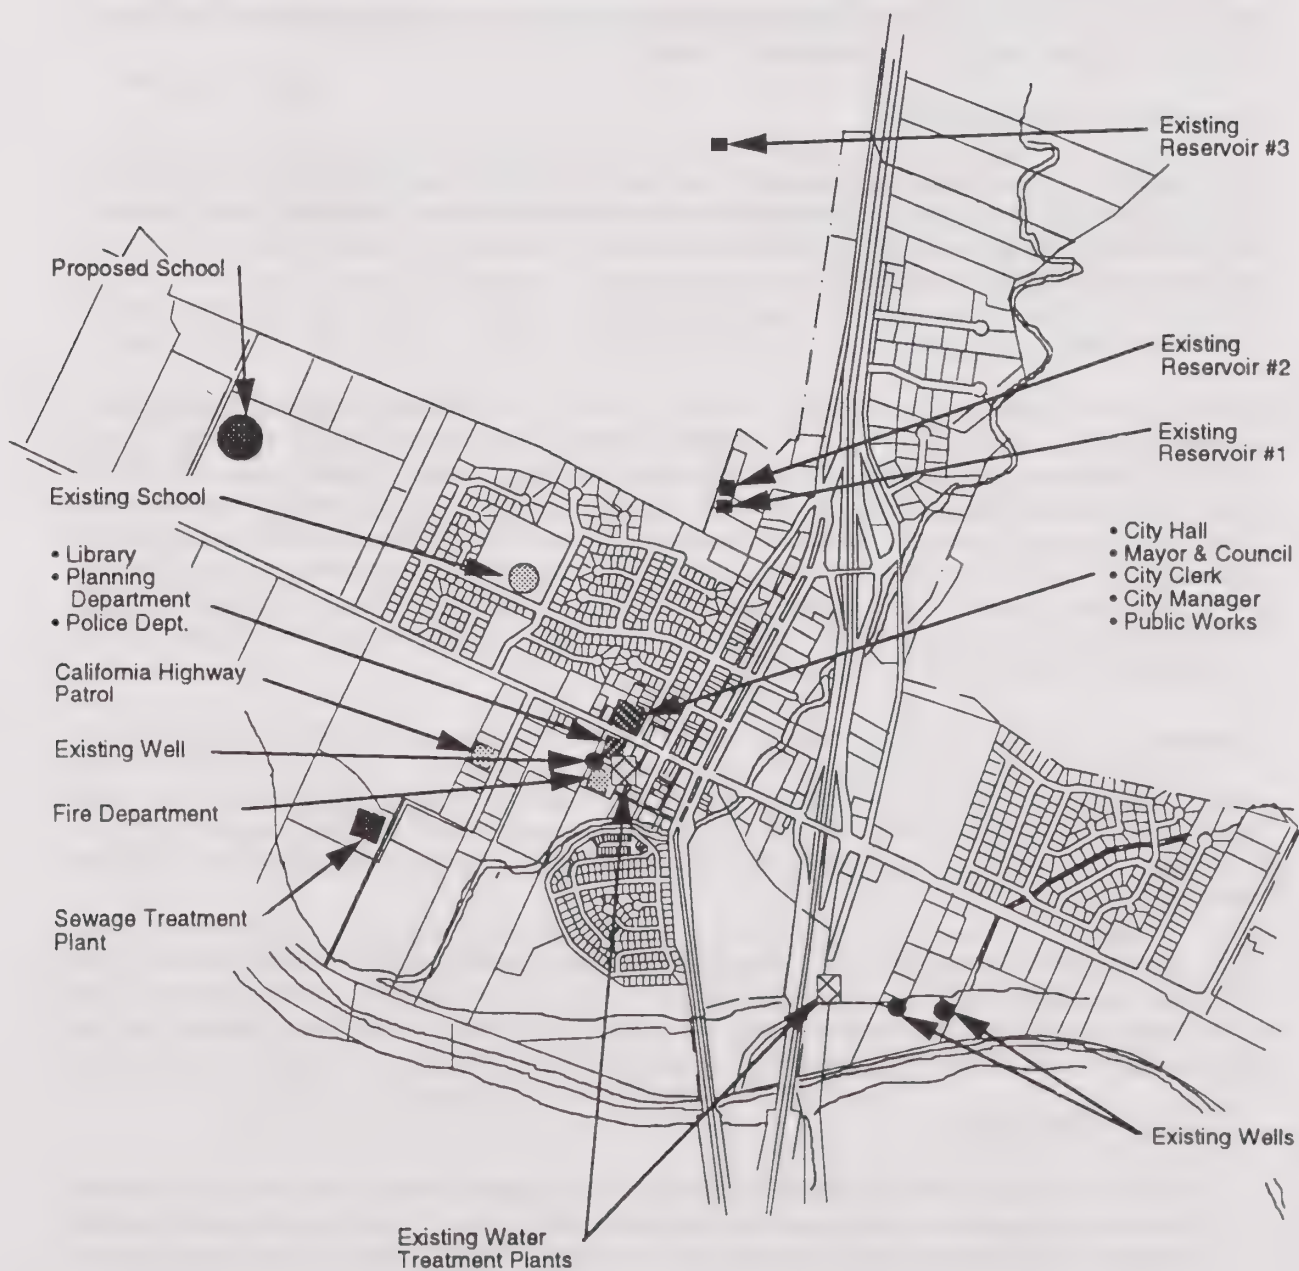 Existing
Reservoir #3
Proposed School
Existing
Reservoir #2
Existing
Reservoir #1
Existing School
• Library
• Planning
Department
• Police Dept.
• City Hall
• Mayor & Council
• City Clerk
• City Manager
• Public Works
California Highway
Patrol
Existing Well
Fire Department
Sewage Treatment
Plant
Existing Wells
Existing Water
Treatment Plants